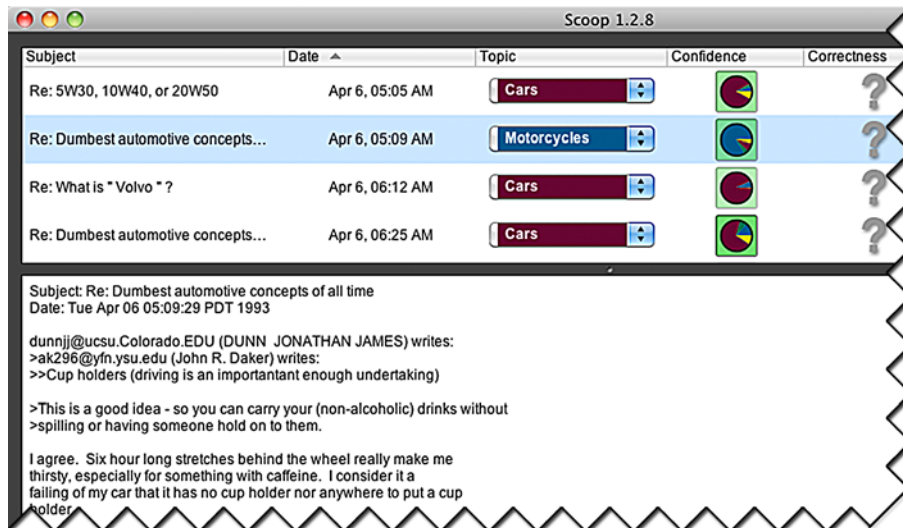 Scoop 1.2.8
Subject Date Topic Confidence Correctness
Re: 5W30, 10W40, or 20W50 Apr 6, 05:05 AM Cars ?
Re: Dumbest automotive concepts... Apr 6, 05:09 AM Motorcycles ?
Re: What is " Volvo " ? Apr 6, 06:12 AM Cars ?
Re: Dumbest automotive concepts... Apr 6, 06:25 AM Cars ?
Subject: Re: Dumbest automotive concepts of all time
Date: Tue Apr 06 05:09:29 PDT 1993
dunnjj@ucsu.Colorado.EDU (DUNN  JONATHAN JAMES) writes:
>ak296@yfn.ysu.edu (John R. Daker) writes:
>>Cup holders (driving is an importantant enough undertaking)
>This is a good idea - so you can carry your (non-alcoholic) drinks without
>spilling or having someone hold on to them.
I agree.  Six hour long stretches behind the wheel really make me
thirsty, especially for something with caffeine.  I consider it a
failing of my car that it has no cup holder nor anywhere to put a cup
holder